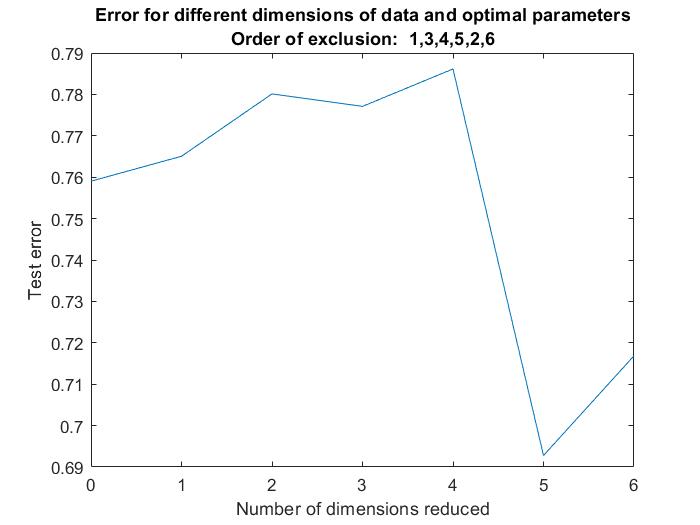 Error for different dimensions of data and optimal parameters
Order of exclusion:  1,3,4,5,2,6
0.79
0.78
0.77
0.76
0.75
0.74
0.73
0.72
0.71
0.7
0.69
Test error
0 1 2 3 4 5 6
Number of dimensions reduced